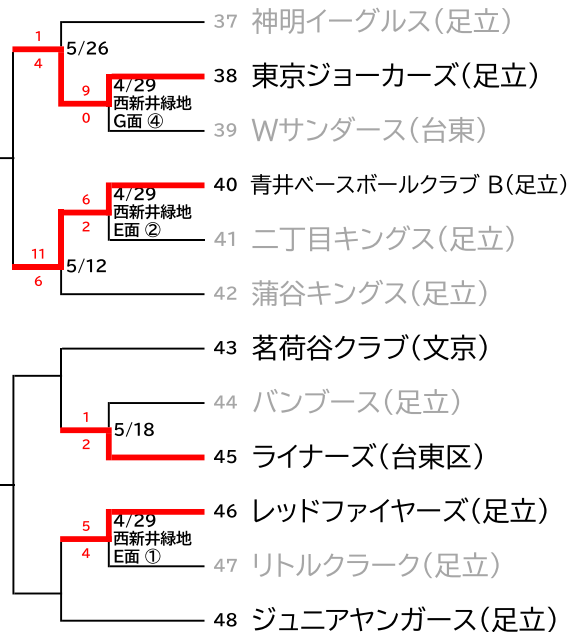 37 神明イーグルス(足立)
1
5/26
4
38 東京ジョーカーズ(足立)
9
4/29
西新井緑地
0
G面 ④
39 Wサンダース(台東)
40 青井ベースボールクラブ B(足立)
6
4/29
西新井緑地
2
E面 ②
41 二丁目キングス(足立)
11
5/12
6
42 蒲谷キングス(足立)
43 茗荷谷クラブ(文京)
44 バンブース(足立)
1
5/18
2
45 ライナーズ(台東区)
46 レッドファイヤーズ(足立)
5
4/29
西新井緑地
4
E面 ①
47 リトルクラーク(足立)
48 ジュニアヤンガース(足立)